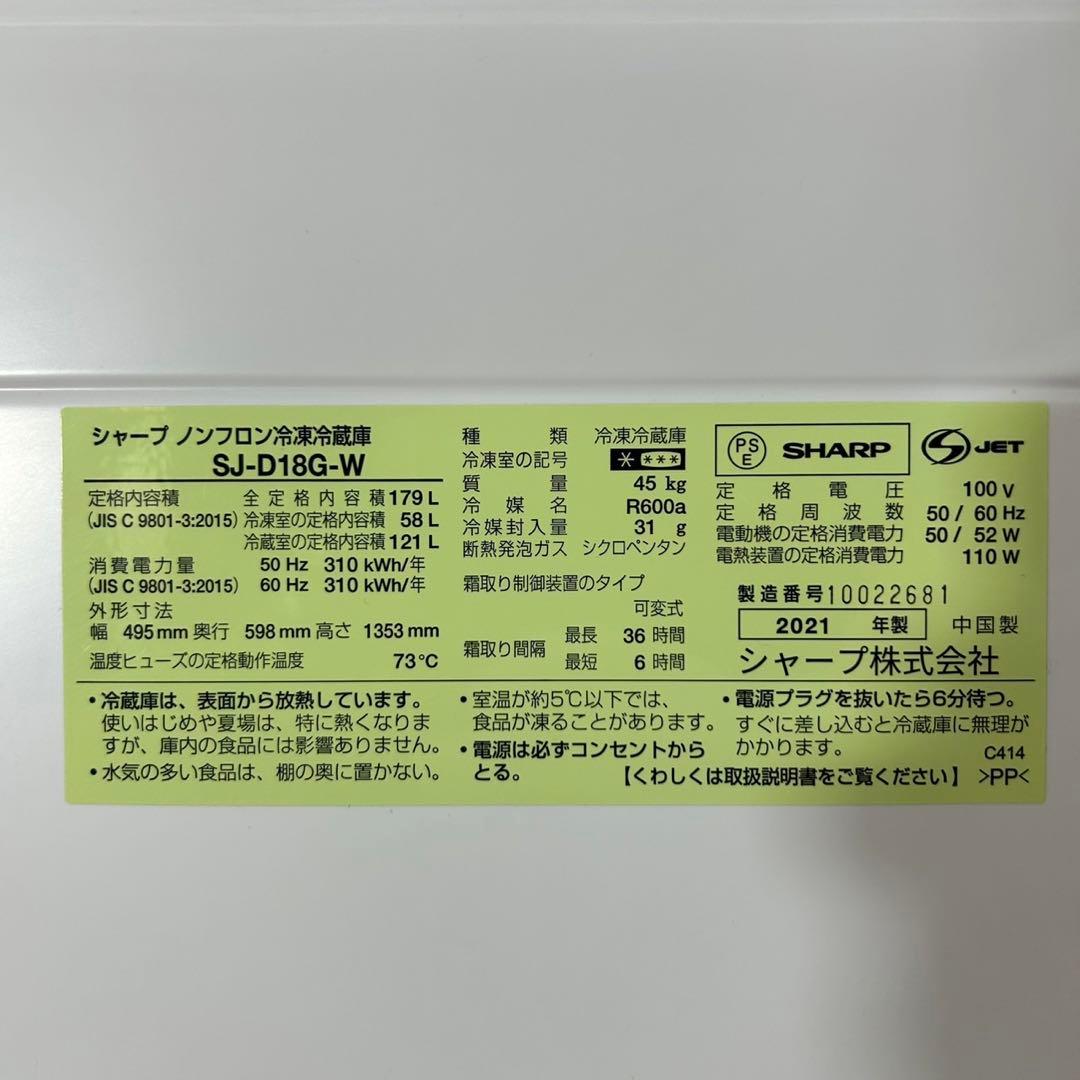 シャープ ノンフロン冷凍冷蔵庫
SJ-D18G-W
定格内容積 全定格内容積 179 L
(JIS C 9801-3:2015) 冷凍室の定格内容積 58 L
冷蔵室の定格内容積 121 L
消費電力量 50 Hz 310 kWh/年
(JIS C 9801-3:2015) 60 Hz 310 kWh/年
外形寸法
幅 495 mm 奥行 598 mm 高さ 1353 mm
温度ヒューズの定格動作温度 73℃
種類 冷凍冷蔵庫
冷凍室の記号 * ***
質量 45 kg
冷媒名 R600a
冷媒封入量 31 g
断熱発泡ガス シクロペンタン
霜取り制御装置のタイプ
可変式
霜取り間隔 最長 36 時間
最短 6 時間
PSE SHARP S JET
定格電圧 100 V
定格周波数 50 / 60 Hz
電動機の定格消費電力 50 / 52 W
電熱装置の定格消費電力 110 W
製造番号 10022681
2021 年製 中国製
シャープ株式会社
・冷蔵庫は、表面から放熱しています。
使いはじめや夏場は、特に熱くなりま
すが、庫内の食品には影響ありません。
・水気の多い食品は、棚の奥に置かない。
・室温が約5℃以下では、
食品が凍ることがあります。
・電源は必ずコンセントから
とる。
・電源プラグを抜いたら6分待つ。
すぐに差し込むと冷蔵庫に無理が
かかります。 C414
【くわしくは取扱説明書をご覧ください】 >PP<